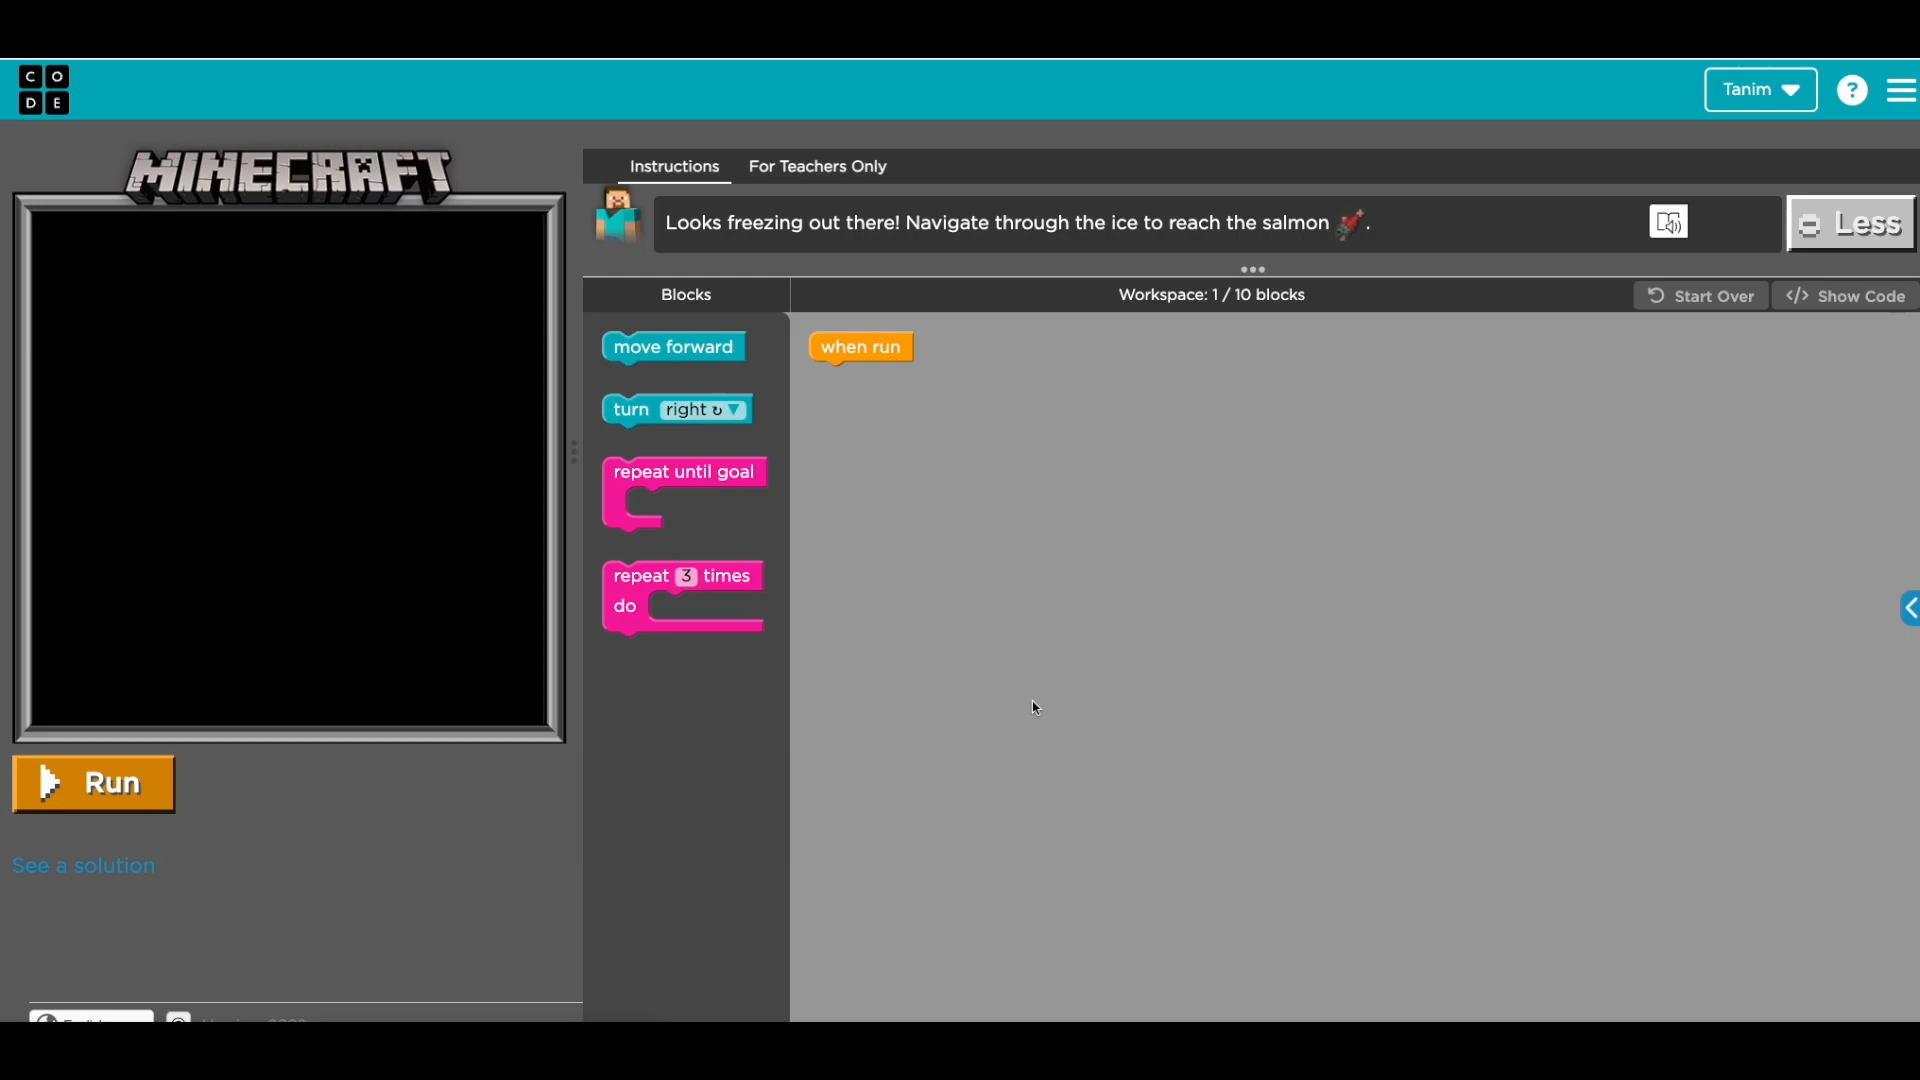 C O
D E
Tanim
?
MINECRAFT
Instructions
For Teachers Only
Looks freezing out there! Navigate through the ice to reach the salmon .
Less
Blocks
Workspace: 1 / 10 blocks
Start Over
</> Show Code
move forward
when run
turn right ↻ ▼
repeat until goal
repeat 3 times
do
Run
See a solution